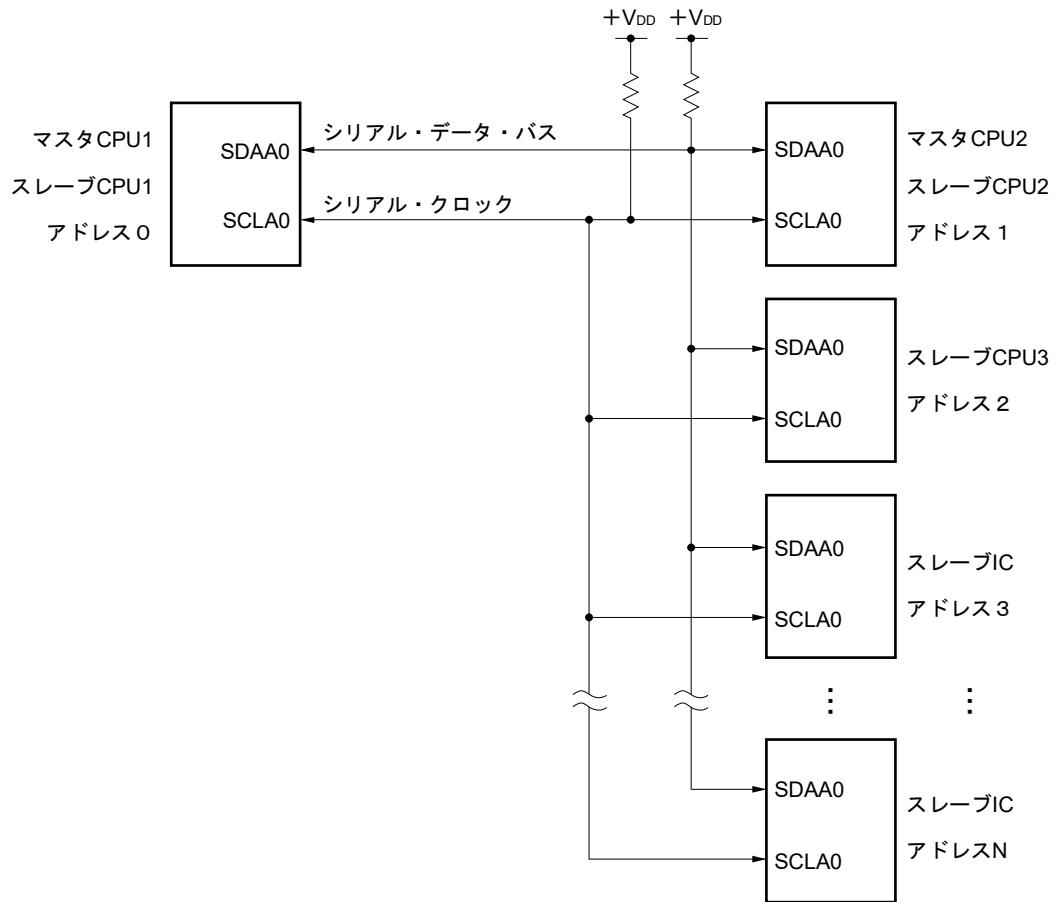 +VDD
+VDD
マスタCPU1
スレーブCPU1
アドレス0
SDAA0
SCLA0
シリアル・データ・バス
シリアル・クロック
SDAA0
SCLA0
マスタCPU2
スレーブCPU2
アドレス1
SDAA0
SCLA0
スレーブCPU3
アドレス2
SDAA0
SCLA0
スレーブIC
アドレス3
SDAA0
SCLA0
スレーブIC
アドレスN